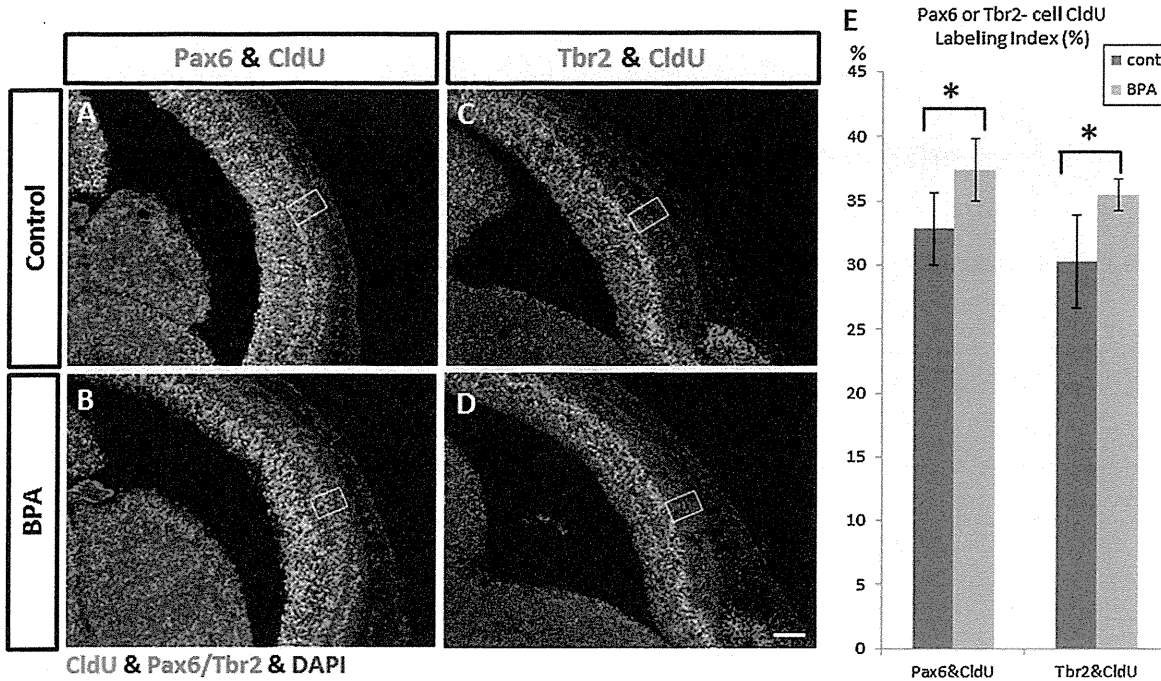 Pax6 & CldU
Tbr2 & CldU
Control
BPA
A
B
C
D
CldU & Pax6/Tbr2 & DAPI
E
Pax6 or Tbr2- cell CldU
Labeling Index (%)
%
cont
BPA
45
40
35
30
25
20
15
10
5
0
*
*
Pax6&CldU
Tbr2&CldU